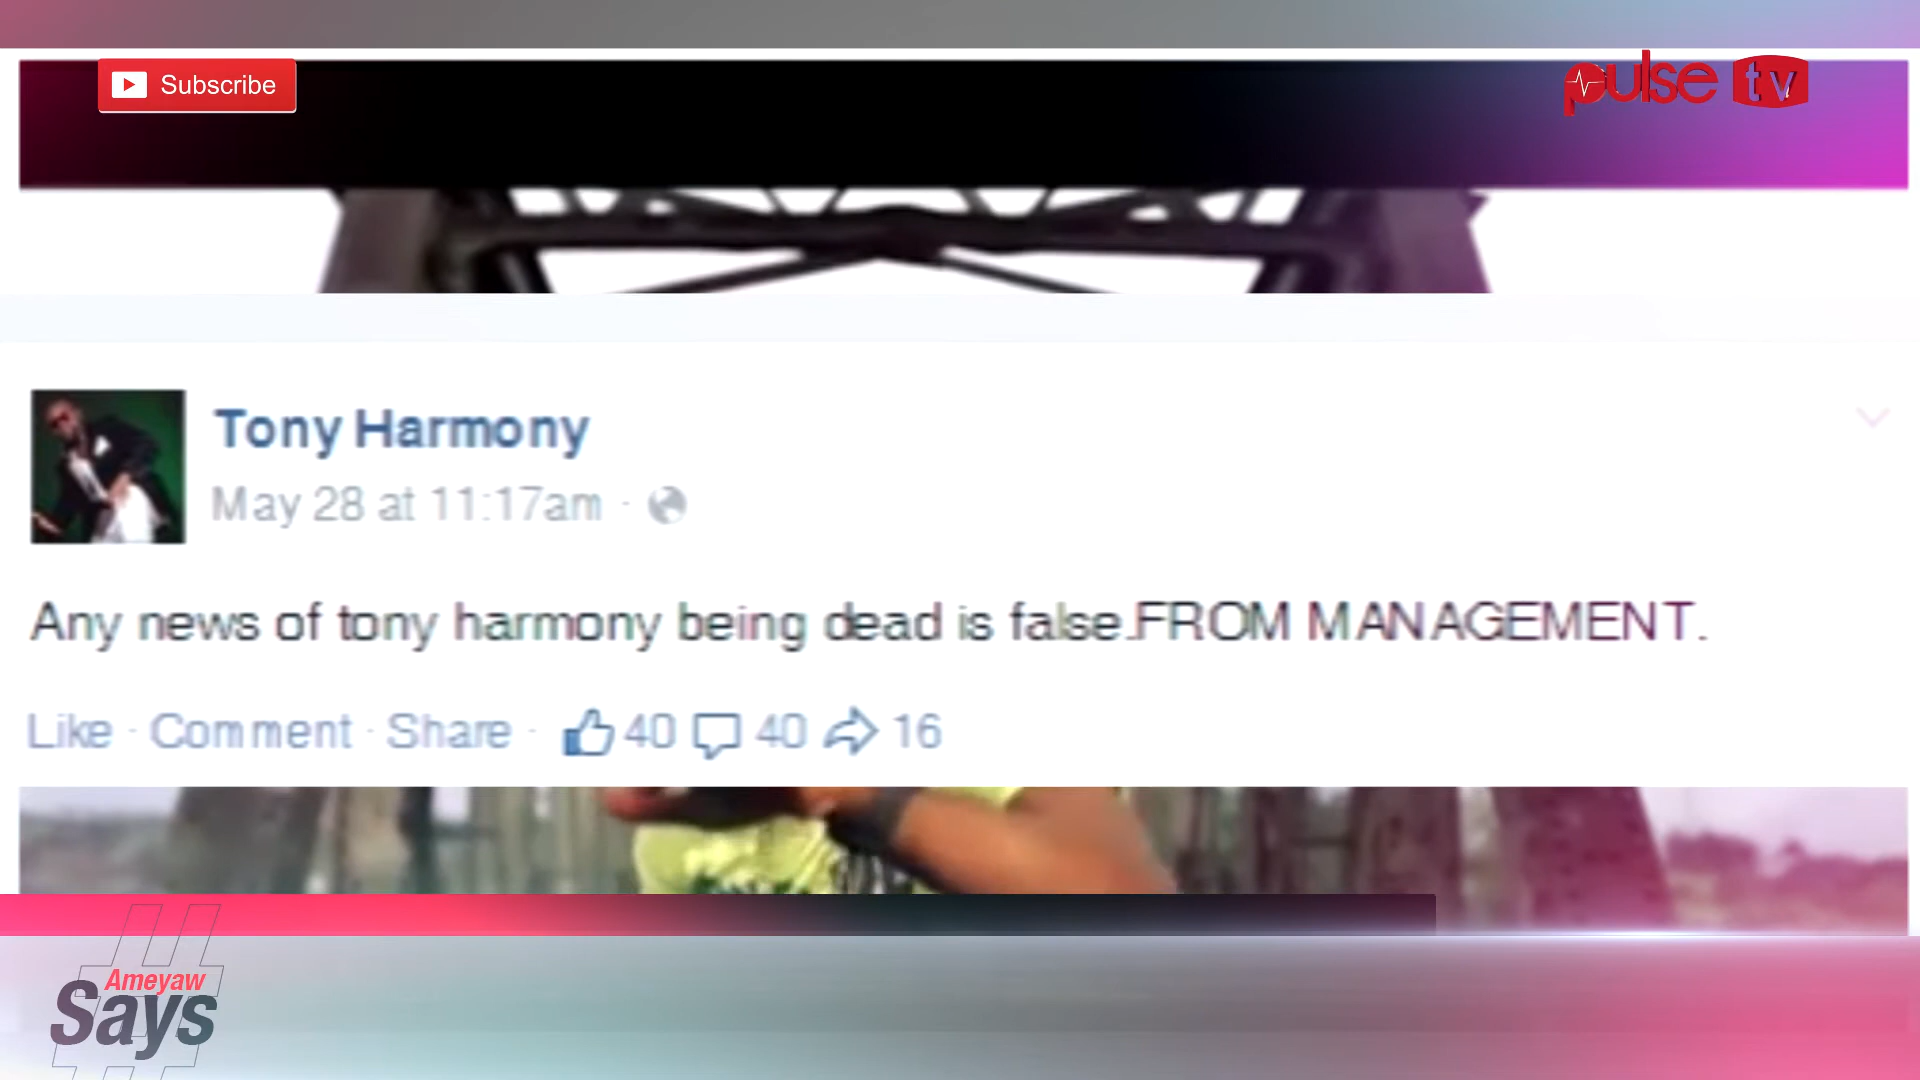 Subscribe
pulse tv
Tony Harmony
May 28 at 11:17am ·
Any news of tony harmony being dead is false.FROM MANAGEMENT.
Like · Comment · Share · 40 40 16
#
Ameyaw
Says